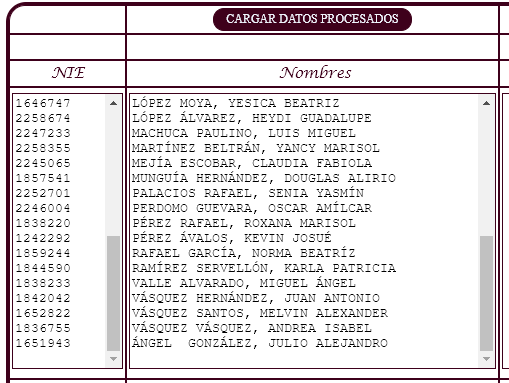 CARGAR DATOS PROCESADOS
NIE Nombres
1646747 LÓPEZ MOYA, YESICA BEATRIZ
2258674 LÓPEZ ÁLVAREZ, HEYDI GUADALUPE
2247233 MACHUCA PAULINO, LUIS MIGUEL
2258355 MARTÍNEZ BELTRÁN, YANCY MARISOL
2245065 MEJÍA ESCOBAR, CLAUDIA FABIOLA
1857541 MUNGUÍA HERNÁNDEZ, DOUGLAS ALIRIO
2252701 PALACIOS RAFAEL, SENIA YASMÍN
2246004 PERDOMO GUEVARA, OSCAR AMÍLCAR
1838220 PÉREZ RAFAEL, ROXANA MARISOL
1242292 PÉREZ ÁVALOS, KEVIN JOSUÉ
1859244 RAFAEL GARCÍA, NORMA BEATRÍZ
1844590 RAMÍREZ SERVELLÓN, KARLA PATRICIA
1838233 VALLE ALVARADO, MIGUEL ÁNGEL
1842042 VÁSQUEZ HERNÁNDEZ, JUAN ANTONIO
1652822 VÁSQUEZ SANTOS, MELVIN ALEXANDER
1836755 VÁSQUEZ VÁSQUEZ, ANDREA ISABEL
1651943 ÁNGEL  GONZÁLEZ, JULIO ALEJANDRO